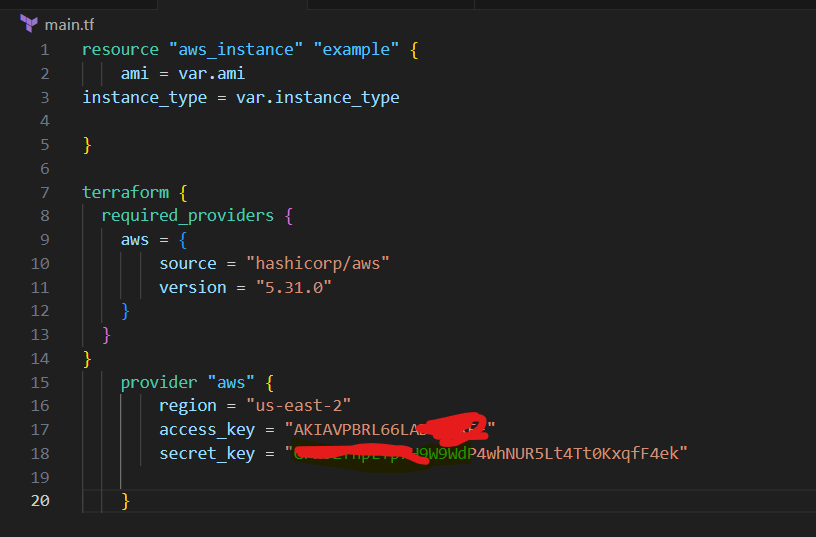 main.tf
1 resource "aws_instance" "example" {
2 ami = var.ami
3 instance_type = var.instance_type
4
5 }
6
7 terraform {
8 required_providers {
9 aws = {
10 source = "hashicorp/aws"
11 version = "5.31.0"
12 }
13 }
14 }
15 provider "aws" {
16 region = "us-east-2"
17 access_key =
18 secret_key =
19
20 }